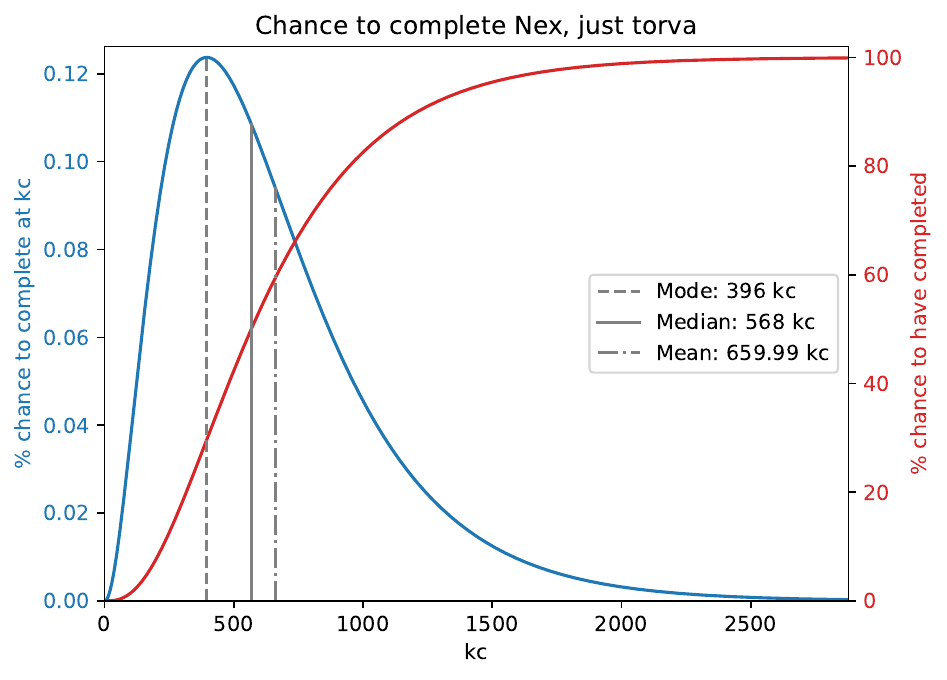 Chance to complete Nex, just torva
% chance to complete at kc
0.12
0.10
0.08
0.06
0.04
0.02
0.00
100
80
60
40
20
0
% chance to have completed
Mode: 396 kc
Median: 568 kc
Mean: 659.99 kc
0 500 1000 1500 2000 2500
kc